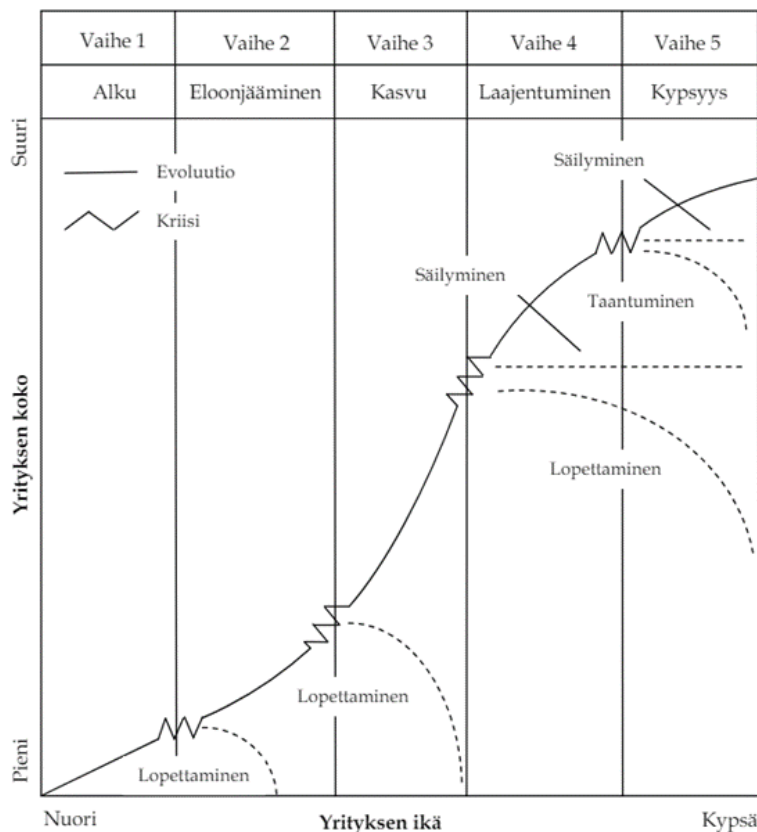 Vaihe 1
Vaihe 2
Vaihe 3
Vaihe 4
Vaihe 5
Alku
Eloonjääminen
Kasvu
Laajentuminen
Kypsyys
Suuri
Evoluutio
Kriisi
Säilyminen
Säilyminen
Taantuminen
Yrityksen koko
Lopettaminen
Lopettaminen
Lopettaminen
Pieni
Nuori
Yrityksen ikä
Kypsä